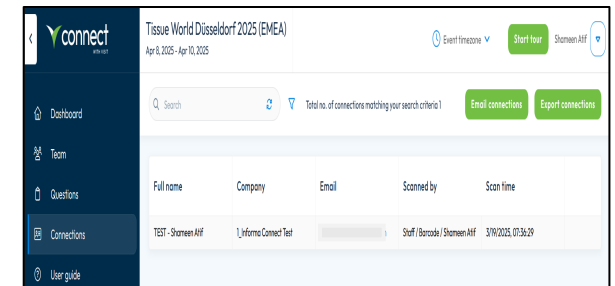 connect
with VISIT
Tissue World Düsseldorf 2025 (EMEA)
Apr 8, 2025 - Apr 10, 2025
Event timezone
Start tour
Shameen Atif
Dashboard
Team
Questions
Connections
User guide
Search
Total no. of connections matching your search criteria 1
Email connections
Export connections
Full name Company Email Scanned by Scan time
TEST - Shameen Atif 1_Informa Connect Test Staff / Barcode / Shameen Atif 3/19/2025, 07:36:29